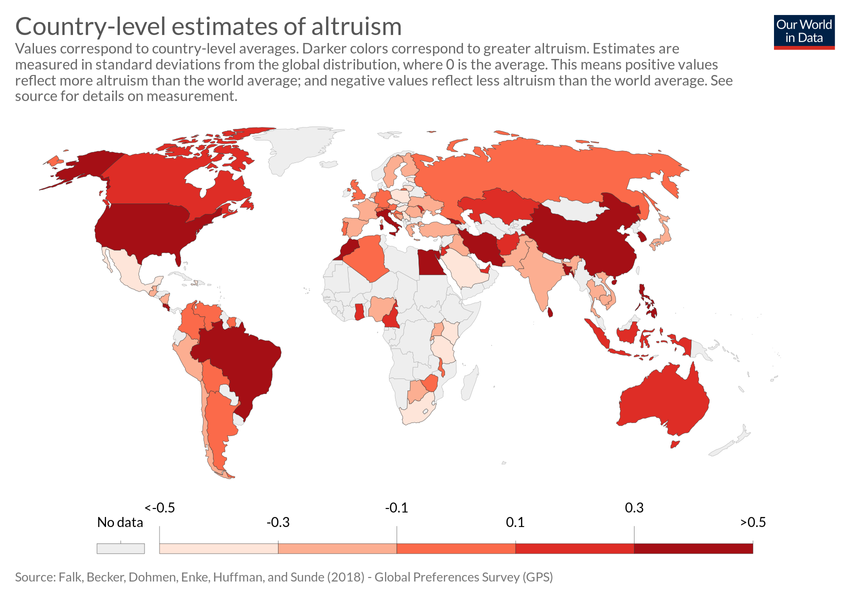 Country-level estimates of altruism
Our World
in Data
Values correspond to country-level averages. Darker colors correspond to greater altruism. Estimates are
measured in standard deviations from the global distribution, where 0 is the average. This means positive values
reflect more altruism than the world average; and negative values reflect less altruism than the world average. See
source for details on measurement.
<-0.5 -0.1 0.3
No data -0.3 0.1 >0.5
Source: Falk, Becker, Dohmen, Enke, Huffman, and Sunde (2018) - Global Preferences Survey (GPS)